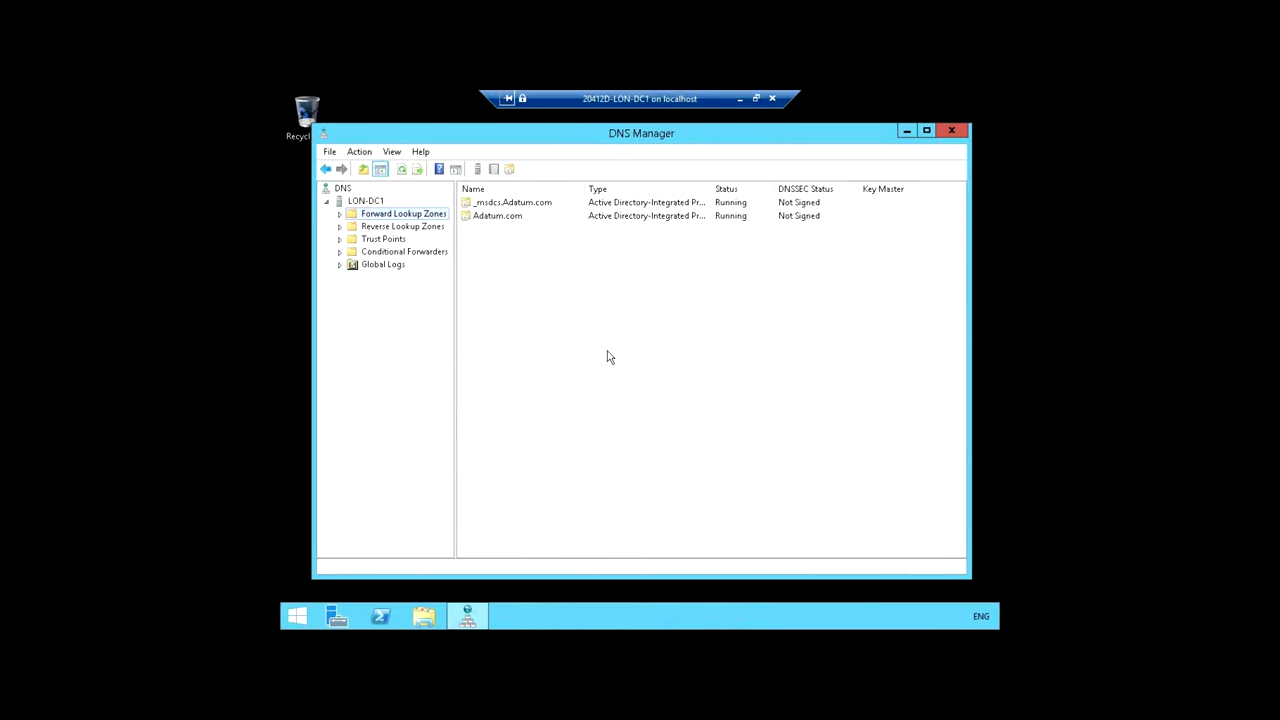 20412D-LON-DC1 on localhost
DNS Manager
File Action View Help
DNS
LON-DC1
Forward Lookup Zones
Reverse Lookup Zones
Trust Points
Conditional Forwarders
Global Logs
Name Type Status DNSSEC Status Key Master
_msdcs.Adatum.com Active Directory-Integrated Pr... Running Not Signed
Adatum.com Active Directory-Integrated Pr... Running Not Signed
Recycl
ENG